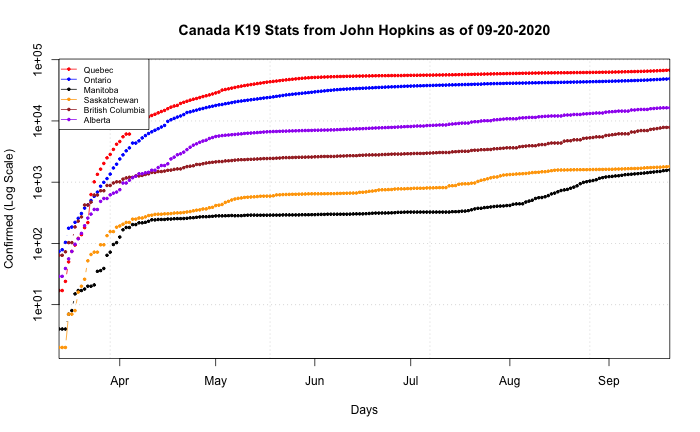 Canada K19 Stats from John Hopkins as of 09-20-2020
Confirmed (Log Scale)
1e+05
1e+04
1e+03
1e+02
1e+01
Quebec
Ontario
Manitoba
Saskatchewan
British Columbia
Alberta
Apr May Jun Jul Aug Sep
Days